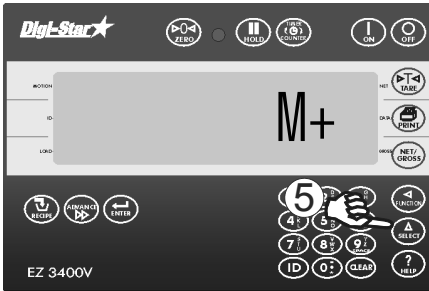 Digi-Star
ZERO
HOLD
TIMER
COUNTER
ON
OFF
MOTION
ID
LOAD
M+
NET
DATA
GROSS
TARE
PRINT
NET/
GROSS
RECIPE
ADVANCE
ENTER
5
4
7 8 9
SPACE
ID 0 CLEAR
FUNCTION
SELECT
?
HELP
EZ 3400V